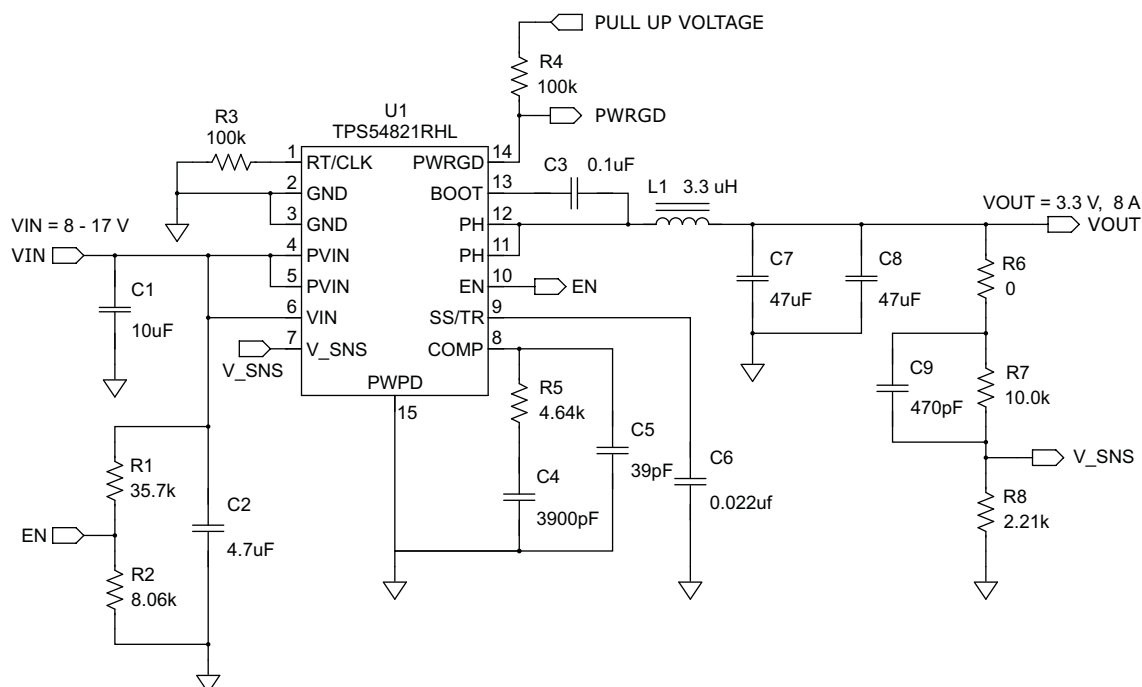 PULL UP VOLTAGE
R4
100k
PWRGD
U1
TPS54821RHL
R3
100k
1 RT/CLK
2 GND
3 GND
4 PVIN
5 PVIN
6 VIN
7 V_SNS
PWRGD 14
BOOT 13
PH 12
PH 11
EN 10
SS/TR 9
COMP 8
PWPD
15
C3 0.1uF
L1 3.3 uH
VOUT = 3.3 V, 8 A
VOUT
VIN = 8 - 17 V
VIN
C1
10uF
V_SNS
EN
C7
47uF
C8
47uF
R6
0
C9
470pF
R7
10.0k
V_SNS
R8
2.21k
R5
4.64k
C4
3900pF
C5
39pF
C6
0.022uf
R1
35.7k
C2
4.7uF
EN
R2
8.06k